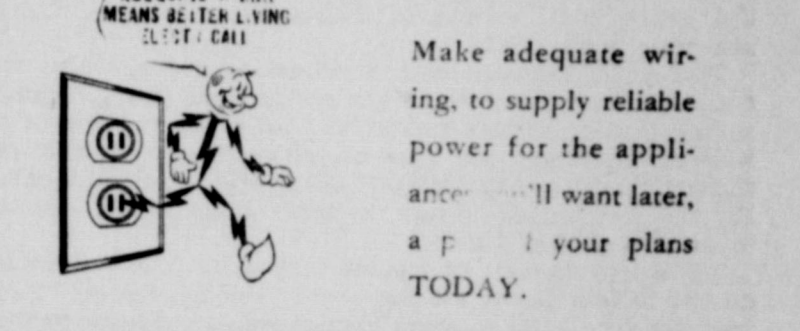 MEANS BETTER LIVING
ELECTRICALLY
Make adequate wir-
ing, to supply reliable
power for the appli-
want later,
a your plans
TODAY.